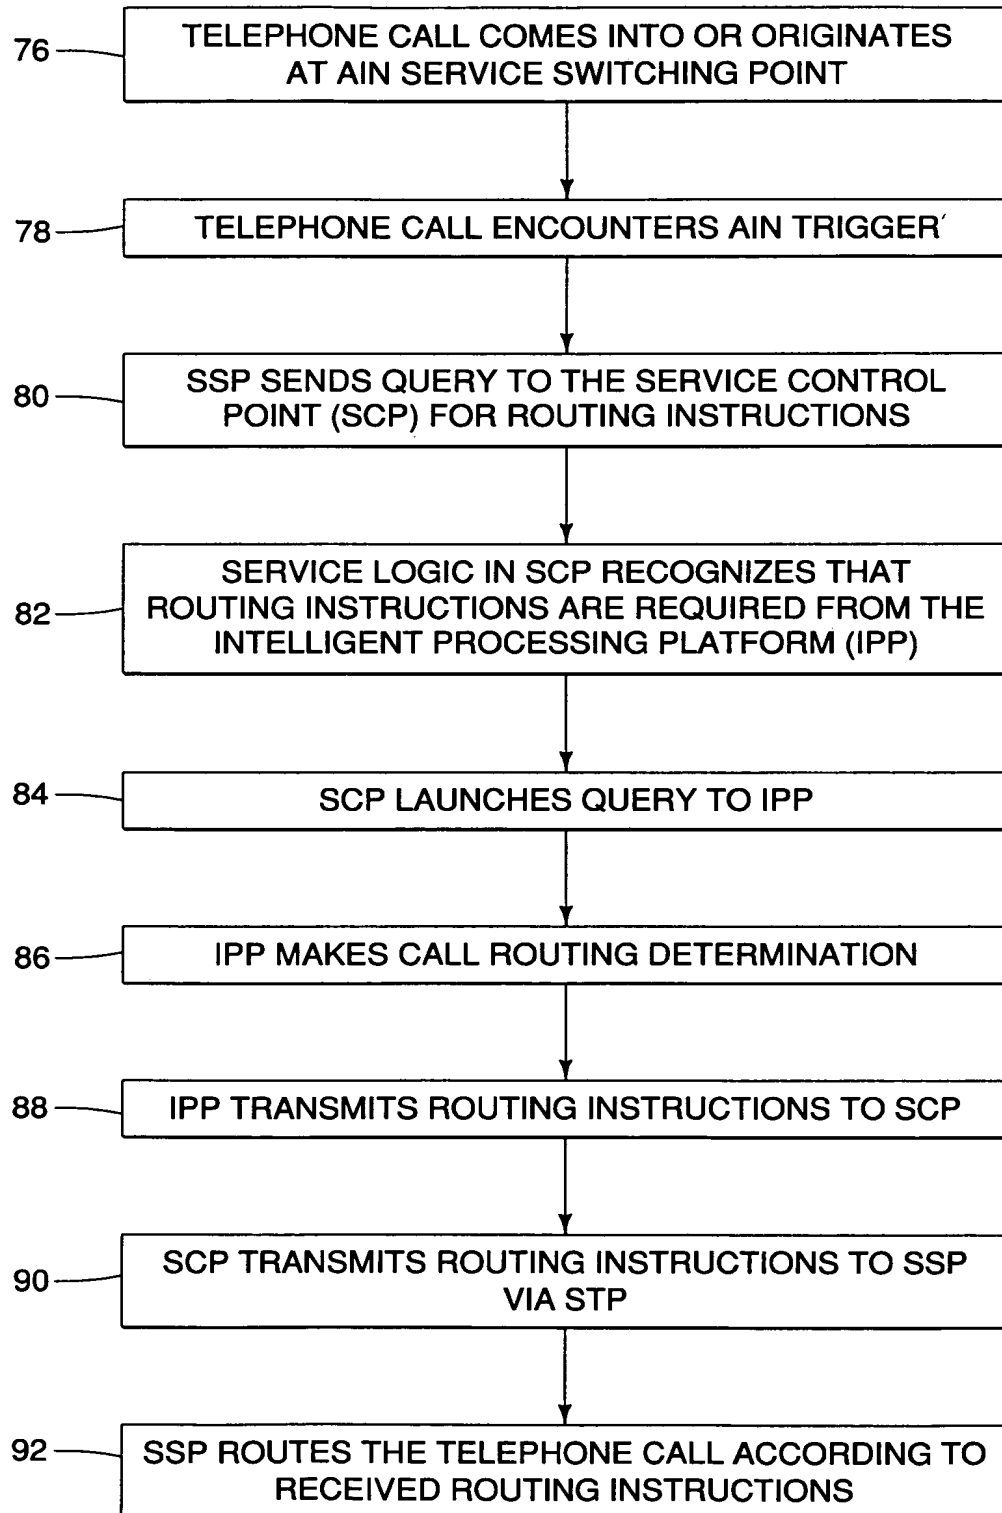 76
TELEPHONE CALL COMES INTO OR ORIGINATES
AT AIN SERVICE SWITCHING POINT
78
TELEPHONE CALL ENCOUNTERS AIN TRIGGER
80
SSP SENDS QUERY TO THE SERVICE CONTROL
POINT (SCP) FOR ROUTING INSTRUCTIONS
82
SERVICE LOGIC IN SCP RECOGNIZES THAT
ROUTING INSTRUCTIONS ARE REQUIRED FROM THE
INTELLIGENT PROCESSING PLATFORM (IPP)
84
SCP LAUNCHES QUERY TO IPP
86
IPP MAKES CALL ROUTING DETERMINATION
88
IPP TRANSMITS ROUTING INSTRUCTIONS TO SCP
90
SCP TRANSMITS ROUTING INSTRUCTIONS TO SSP
VIA STP
92
SSP ROUTES THE TELEPHONE CALL ACCORDING TO
RECEIVED ROUTING INSTRUCTIONS